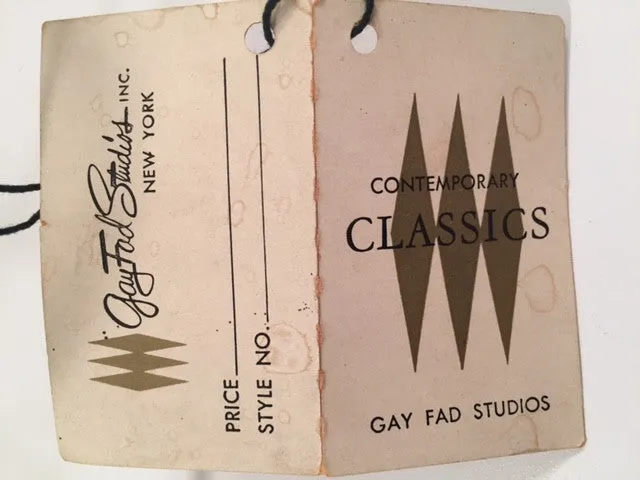 Gay Fad Studios INC.
NEW YORK
PRICE
STYLE NO.
CONTEMPORARY
CLASSICS
GAY FAD STUDIOS